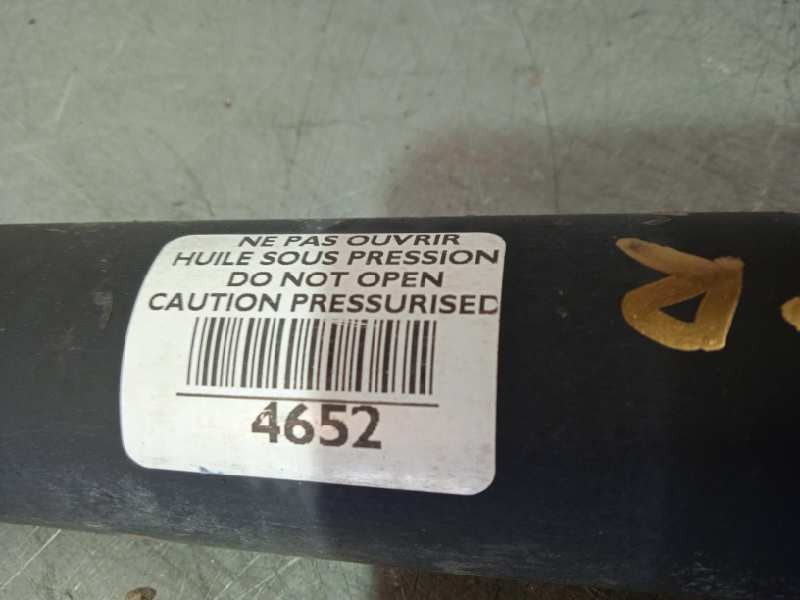 NE PAS OUVRIR
HUILE SOUS PRESSION
DO NOT OPEN
CAUTION PRESSURISED
4652